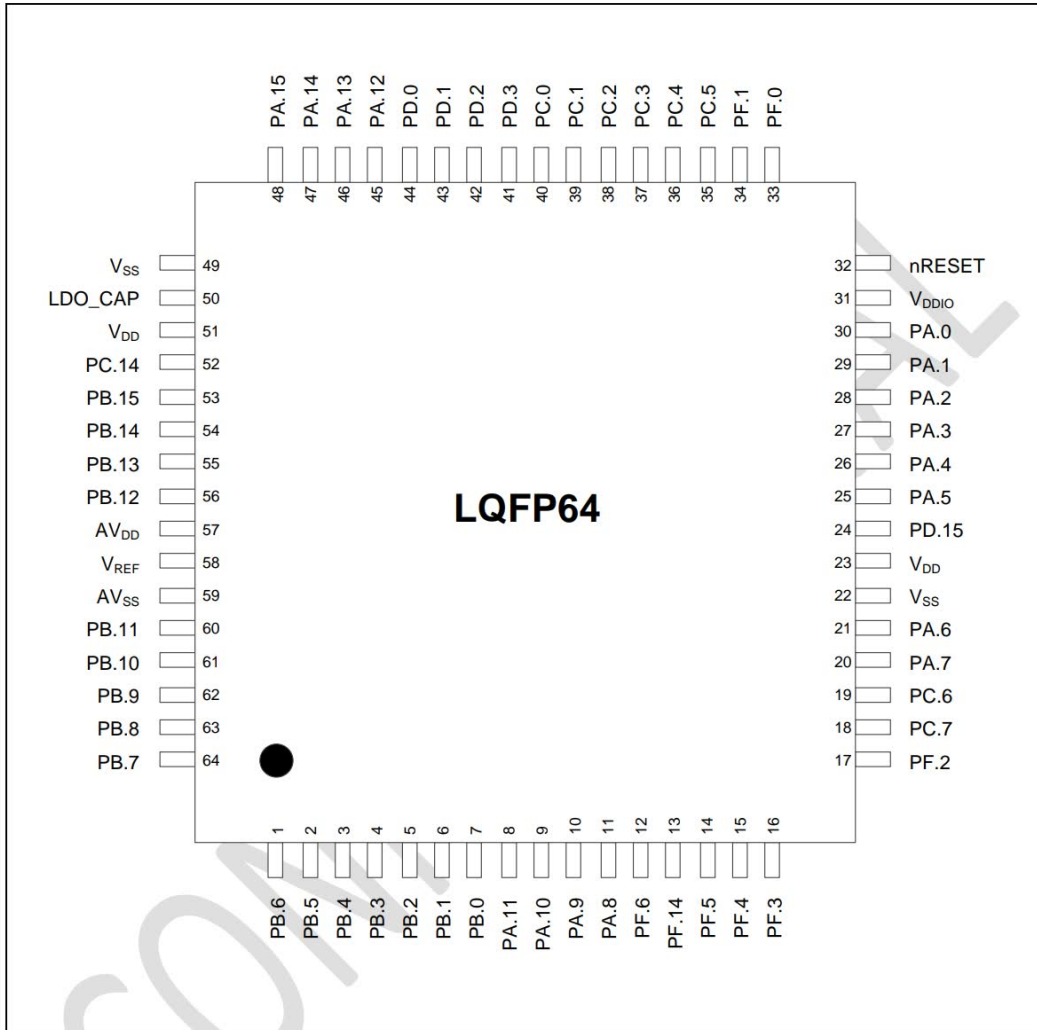 PA.15 PA.14 PA.13 PA.12 PD.0 PD.1 PD.2 PD.3 PC.0 PC.1 PC.2 PC.3 PC.4 PC.5 PF.1 PF.0
48 47 46 45 44 43 42 41 40 39 38 37 36 35 34 33
VSS 49 32 nRESET
LDO_CAP 50 31 VDDIO
VDD 51 30 PA.0
PC.14 52 29 PA.1
PB.15 53 28 PA.2
PB.14 54 27 PA.3
PB.13 55 26 PA.4
PB.12 56 25 PA.5
LQFP64
AVDD 57 24 PD.15
VREF 58 23 VDD
AVSS 59 22 VSS
PB.11 60 21 PA.6
PB.10 61 20 PA.7
PB.9 62 19 PC.6
PB.8 63 18 PC.7
PB.7 64 17 PF.2
1 2 3 4 5 6 7 8 9 10 11 12 13 14 15 16
PB.6 PB.5 PB.4 PB.3 PB.2 PB.1 PB.0 PA.11 PA.10 PA.9 PA.8 PF.6 PF.14 PF.5 PF.4 PF.3